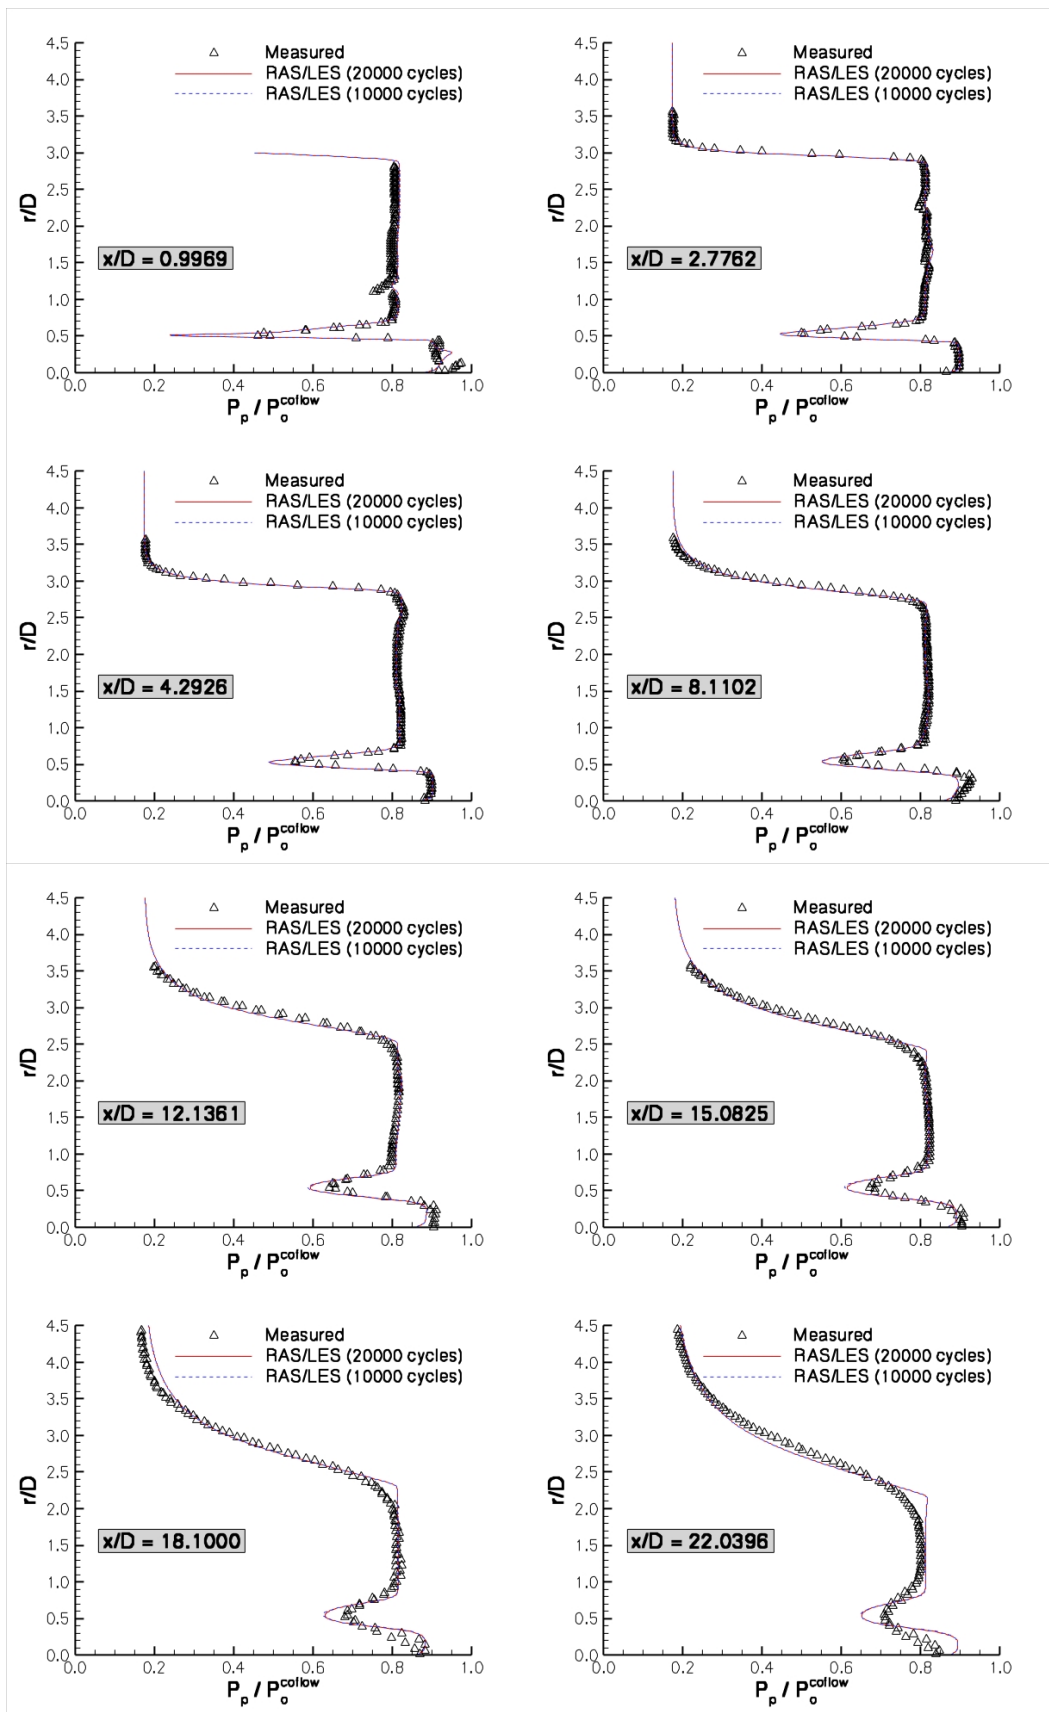 4.5
4.0
3.5
3.0
2.5
2.0
1.5
1.0
0.5
0.0
r/D
Measured
RAS/LES (20000 cycles)
RAS/LES (10000 cycles)
x/D = 0.9969
0.0 0.2 0.4 0.6 0.8 1.0
P_p / P_o^coflow
4.5
4.0
3.5
3.0
2.5
2.0
1.5
1.0
0.5
0.0
r/D
Measured
RAS/LES (20000 cycles)
RAS/LES (10000 cycles)
x/D = 2.7762
0.0 0.2 0.4 0.6 0.8 1.0
P_p / P_o^coflow
4.5
4.0
3.5
3.0
2.5
2.0
1.5
1.0
0.5
0.0
r/D
Measured
RAS/LES (20000 cycles)
RAS/LES (10000 cycles)
x/D = 4.2926
0.0 0.2 0.4 0.6 0.8 1.0
P_p / P_o^coflow
4.5
4.0
3.5
3.0
2.5
2.0
1.5
1.0
0.5
0.0
r/D
Measured
RAS/LES (20000 cycles)
RAS/LES (10000 cycles)
x/D = 8.1102
0.0 0.2 0.4 0.6 0.8 1.0
P_p / P_o^coflow
4.5
4.0
3.5
3.0
2.5
2.0
1.5
1.0
0.5
0.0
r/D
Measured
RAS/LES (20000 cycles)
RAS/LES (10000 cycles)
x/D = 12.1361
0.0 0.2 0.4 0.6 0.8 1.0
P_p / P_o^coflow
4.5
4.0
3.5
3.0
2.5
2.0
1.5
1.0
0.5
0.0
r/D
Measured
RAS/LES (20000 cycles)
RAS/LES (10000 cycles)
x/D = 15.0825
0.0 0.2 0.4 0.6 0.8 1.0
P_p / P_o^coflow
4.5
4.0
3.5
3.0
2.5
2.0
1.5
1.0
0.5
0.0
r/D
Measured
RAS/LES (20000 cycles)
RAS/LES (10000 cycles)
x/D = 18.1000
0.0 0.2 0.4 0.6 0.8 1.0
P_p / P_o^coflow
4.5
4.0
3.5
3.0
2.5
2.0
1.5
1.0
0.5
0.0
r/D
Measured
RAS/LES (20000 cycles)
RAS/LES (10000 cycles)
x/D = 22.0396
0.0 0.2 0.4 0.6 0.8 1.0
P_p / P_o^coflow